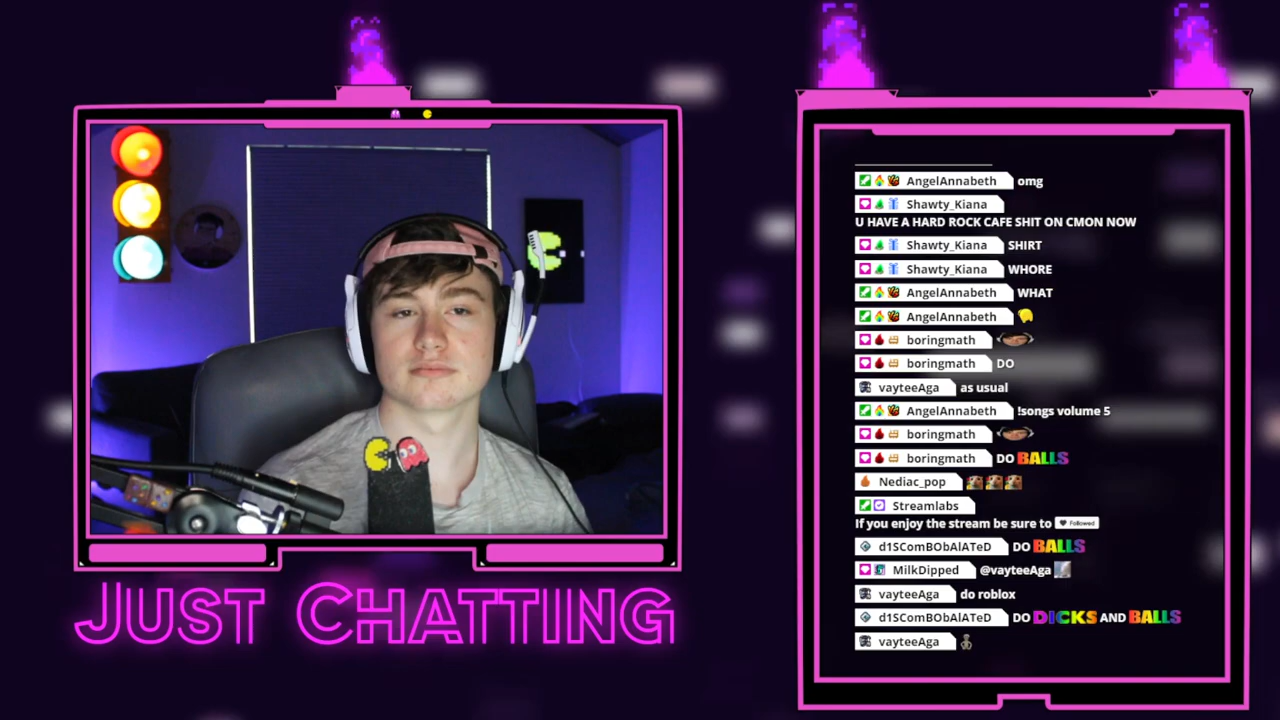 AngelAnnabeth omg
Shawty_Kiana
U HAVE A HARD ROCK CAFE SHIT ON CMON NOW
Shawty_Kiana SHIRT
Shawty_Kiana WHORE
AngelAnnabeth WHAT
AngelAnnabeth
boringmath
boringmath DO
vayteeAga as usual
AngelAnnabeth !songs volume 5
boringmath
boringmath DO BALLS
Nediac_pop
Streamlabs
If you enjoy the stream be sure to Followed
d1SComBObAlATeD DO BALLS
MilkDipped @vayteeAga
vayteeAga do roblox
d1SComBObAlATeD DO DICKS AND BALLS
vayteeAga
JUST CHATTING